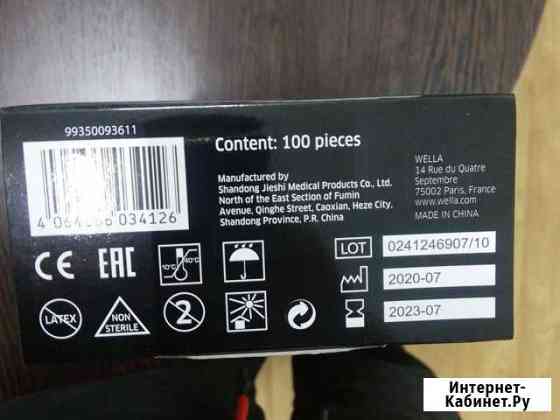 99350093611
Content: 100 pieces
Manufactured by
Shandong Jieshi Medical Products Co., Ltd.
North of the East Section of Fumin
Avenue, Qinghe Street, Caoxian, Heze City,
Shandong Province, P.R. China
WELLA
14 Rue du Quatre
Septembre
75002 Paris, France
www.wella.com
MADE IN CHINA
CE
EAC
10°C
40°C
LOT
0241246907/10
2020-07
2023-07
LATEX
NON
STERILE
2
Интернет-
Кабинет.Ру